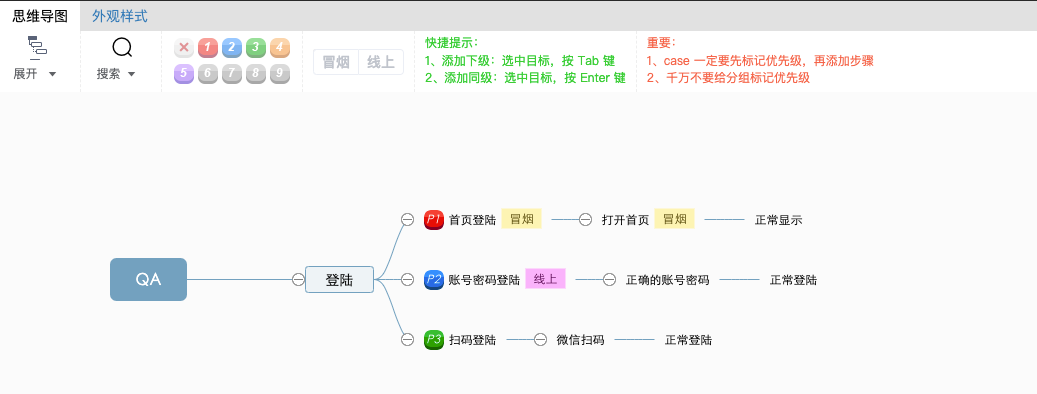 思维导图 外观样式
展开
搜索
1 2 3 4
5 6 7 8 9
冒烟 线上
快捷提示：
1、添加下级：选中目标，按 Tab 键
2、添加同级：选中目标，按 Enter 键
重要：
1、case 一定要先标记优先级，再添加步骤
2、千万不要给分组标记优先级
QA
登陆
P1 首页登陆 冒烟 打开首页 冒烟 正常显示
P2 账号密码登陆 线上 正确的账号密码 正常登陆
P3 扫码登陆 微信扫码 正常登陆